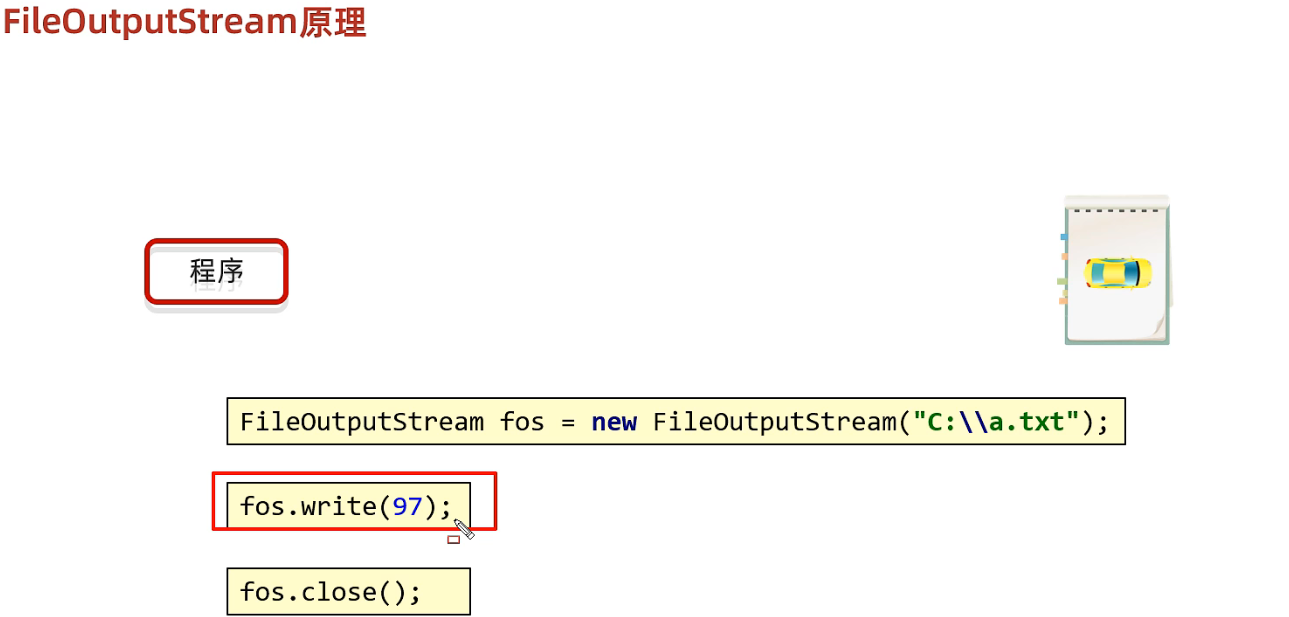 FileOutputStream原理
程序
FileOutputStream fos = new FileOutputStream("C:\\a.txt");
fos.write(97);
fos.close();